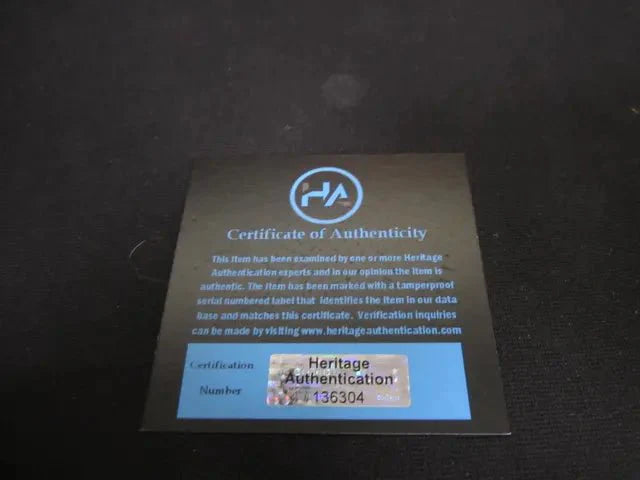 HA
Certificate of Authenticity
This item has been examined by one or more Heritage
Authentication experts and in our opinion the item is
authentic. The item has been marked with a tamperproof
serial numbered label that identifies the item in our data
base and matches this certificate. Verification inquiries
can be made by visiting www.heritageauthentication.com
Certification
Number
Heritage
Authentication
136304